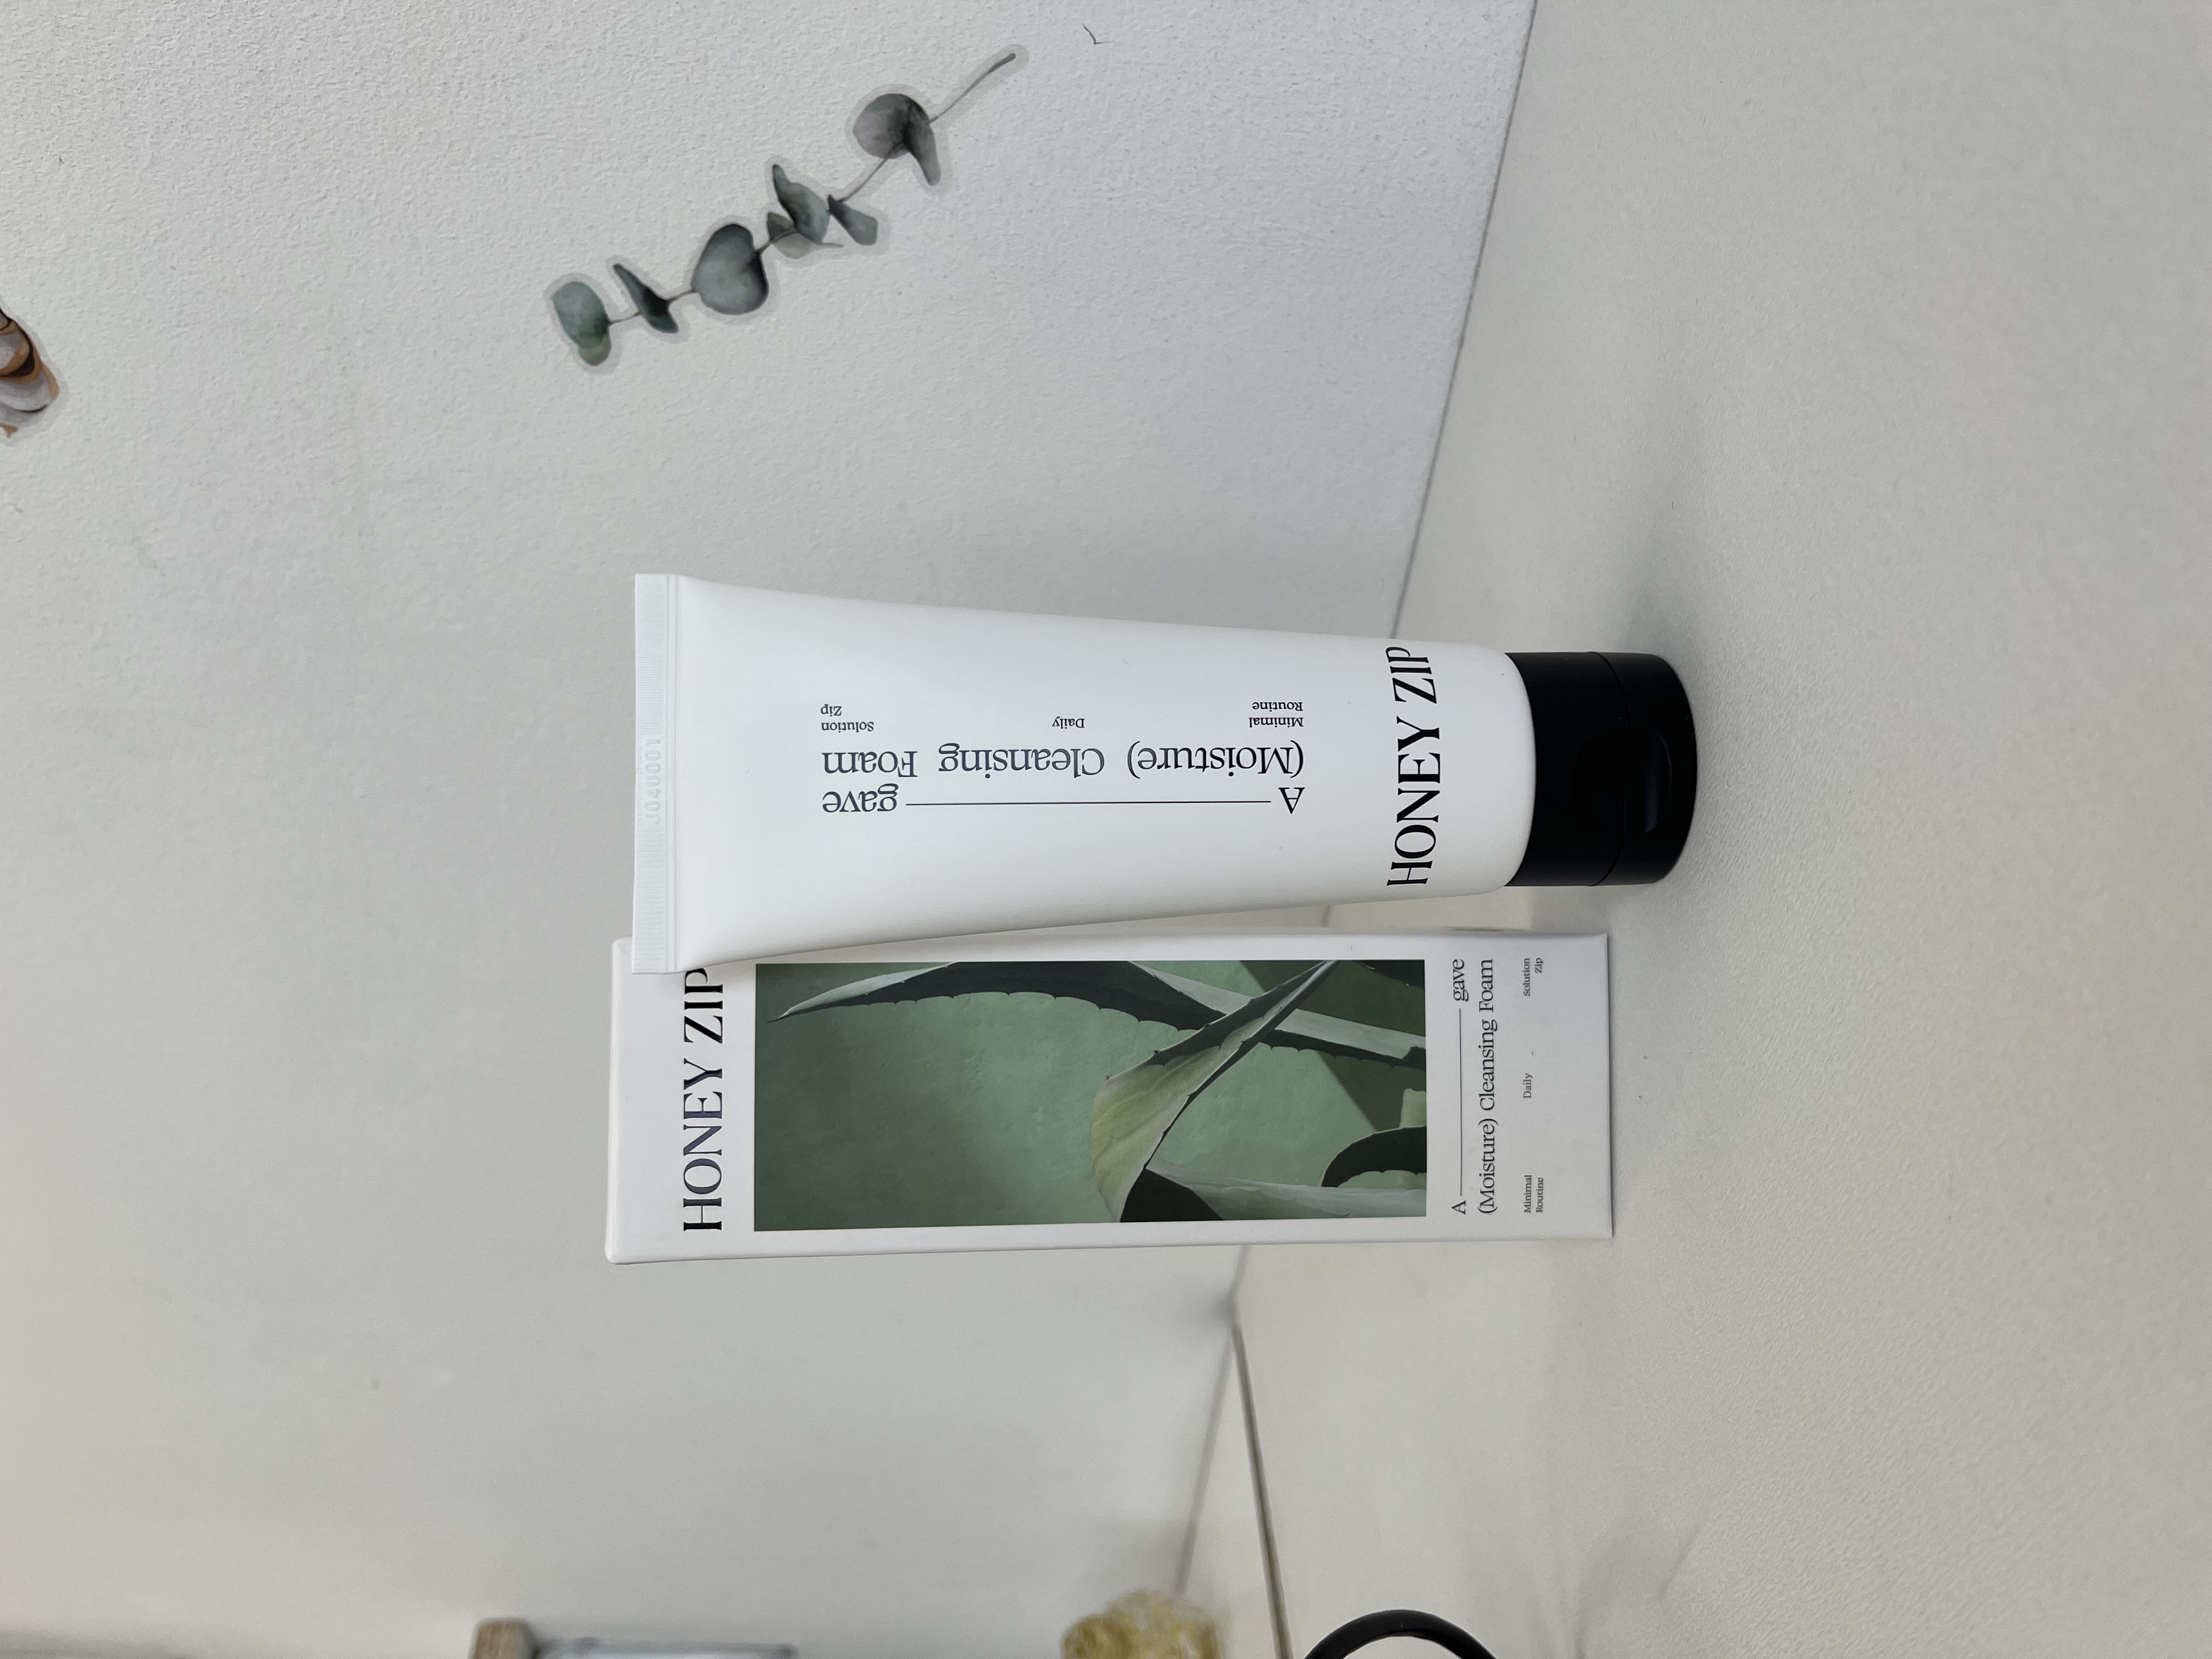 HONEY ZIP
A ———— gave
(Moisture) Cleansing Foam
Minimal Routine
Daily
Solution Zip
J04U001
A ———— gave
(Moisture) Cleansing Foam
Minimal Routine
Daily
Solution Zip
HONEY ZIP